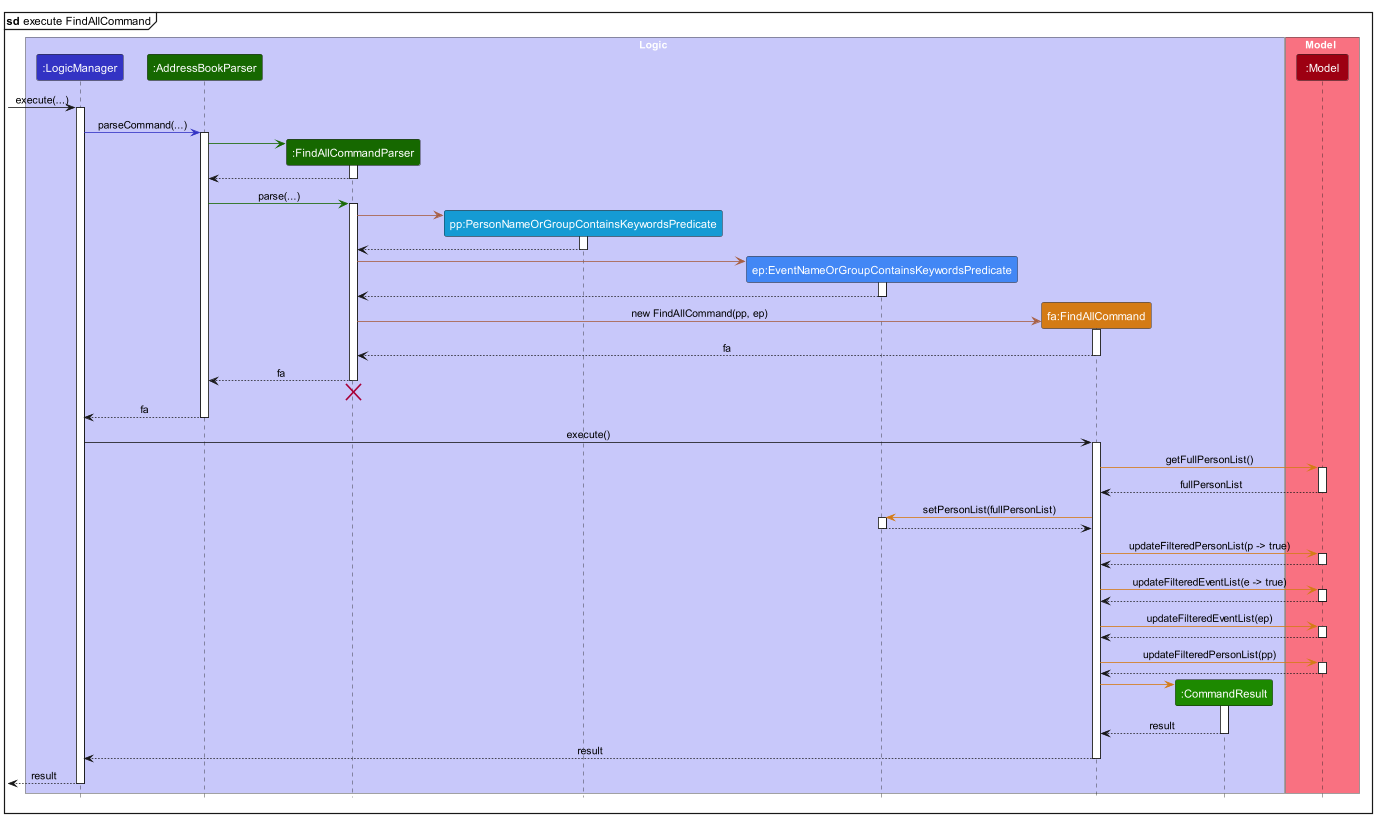 sd execute FindAllCommand
Logic
Model
:LogicManager
:AddressBookParser
:Model
execute(...)
parseCommand(...)
:FindAllCommandParser
parse(...)
pp:PersonNameOrGroupContainsKeywordsPredicate
ep:EventNameOrGroupContainsKeywordsPredicate
new FindAllCommand(pp, ep)
fa:FindAllCommand
fa
fa
fa
execute()
getFullPersonList()
fullPersonList
setPersonList(fullPersonList)
updateFilteredPersonList(p -> true)
updateFilteredEventList(e -> true)
updateFilteredEventList(ep)
updateFilteredPersonList(pp)
:CommandResult
result
result
result